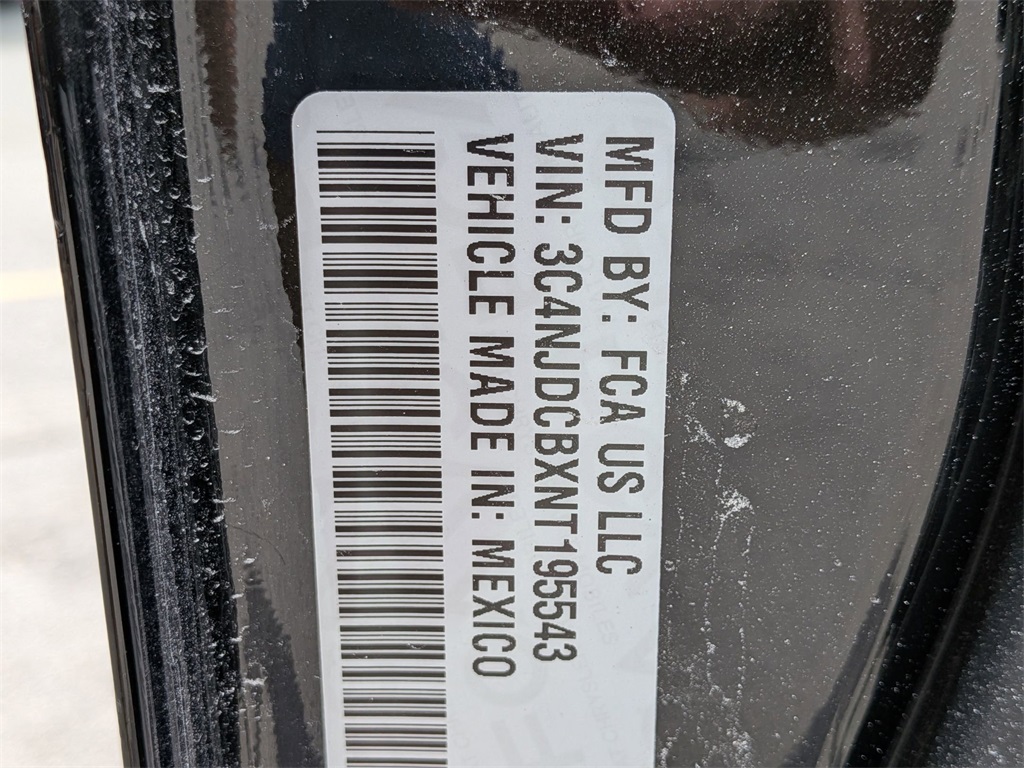 MFD BY: FCA US LLC
VIN: 3C4NJDCBXNT195543
VEHICLE MADE IN: MEXICO